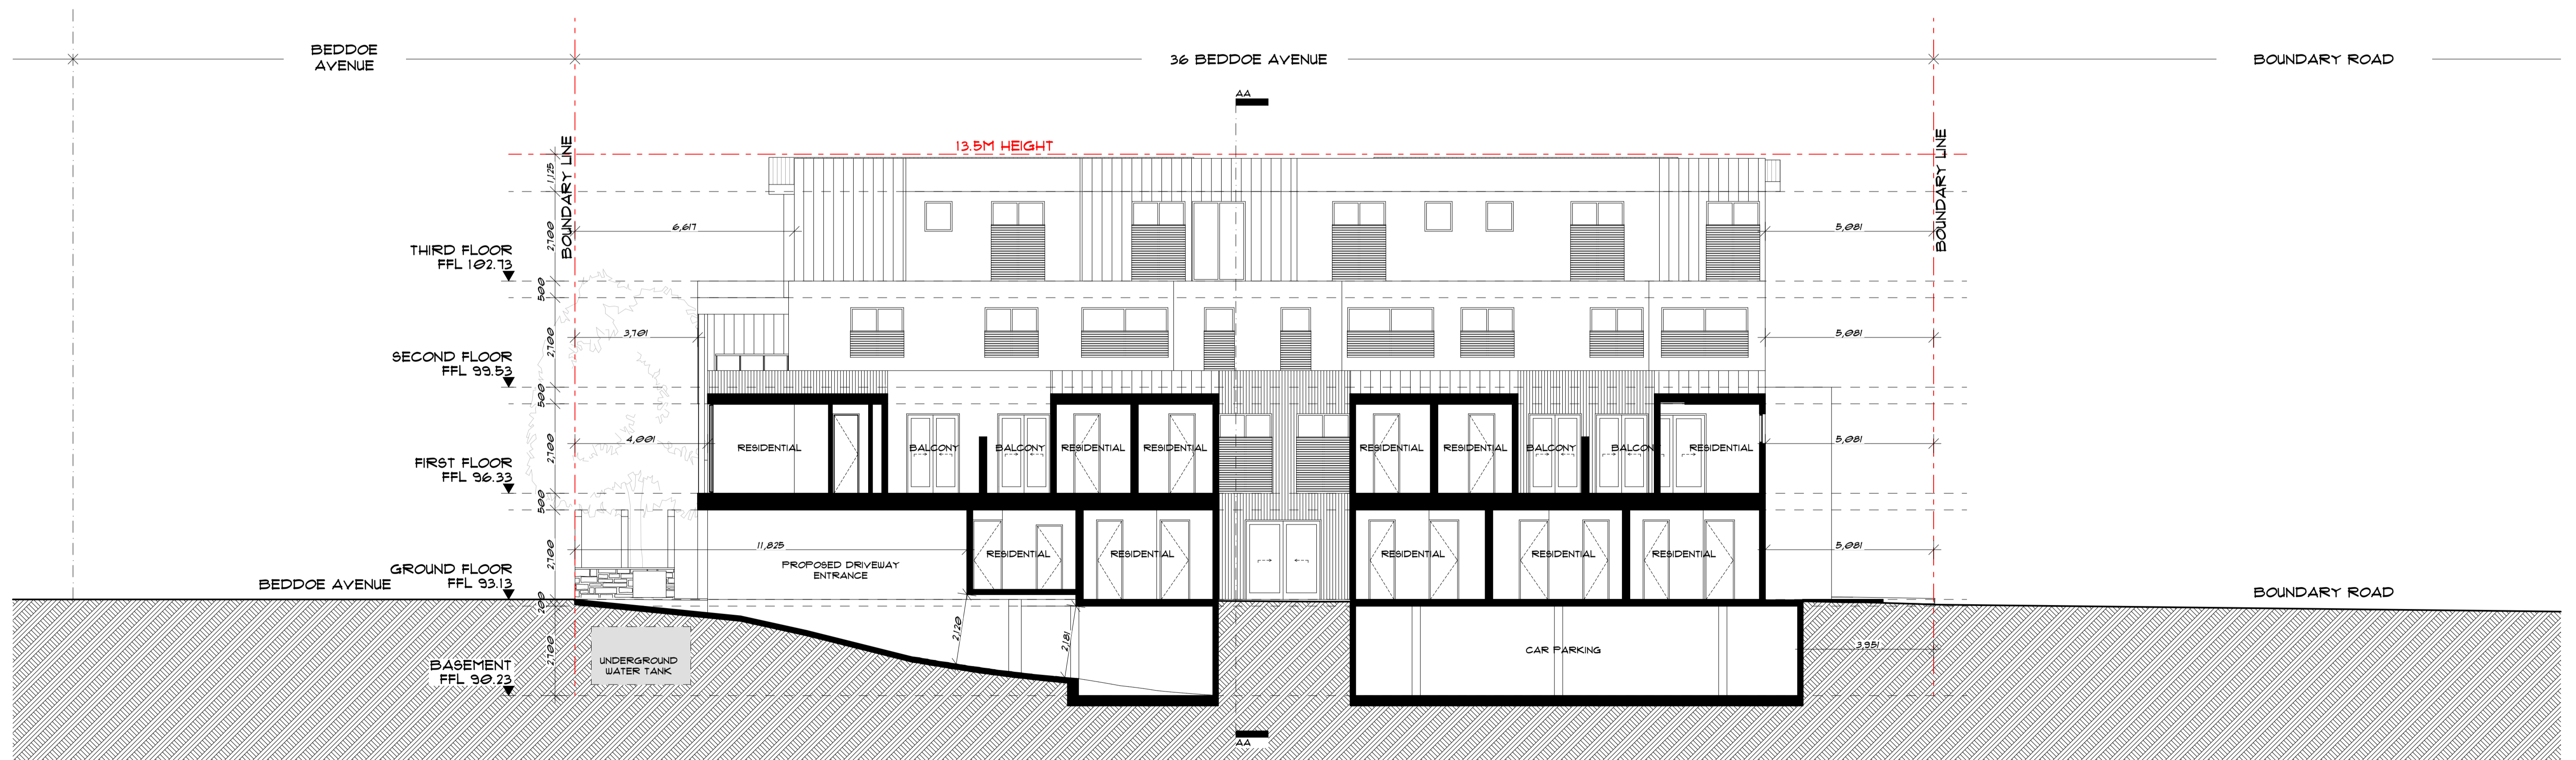 BEDDOE
AVENUE
36 BEDDOE AVENUE
BOUNDARY ROAD
AA
13.5M HEIGHT
BOUNDARY LINE
BOUNDARY LINE
1,125
2,700
6,617
5,081
THIRD FLOOR
FFL 102.73
500
2,700
3,701
5,081
SECOND FLOOR
FFL 99.53
500
2,700
4,001
RESIDENTIAL
BALCONY
BALCONY
RESIDENTIAL
RESIDENTIAL
RESIDENTIAL
RESIDENTIAL
BALCONY
BALCON
RESIDENTIAL
5,081
FIRST FLOOR
FFL 96.33
500
2,700
11,825
PROPOSED DRIVEWAY
ENTRANCE
RESIDENTIAL
RESIDENTIAL
RESIDENTIAL
RESIDENTIAL
RESIDENTIAL
5,081
GROUND FLOOR
FFL 93.13
BEDDOE AVENUE
BOUNDARY ROAD
200
2,700
2,120
2,181
CAR PARKING
3,951
UNDERGROUND
WATER TANK
BASEMENT
FFL 90.23
AA